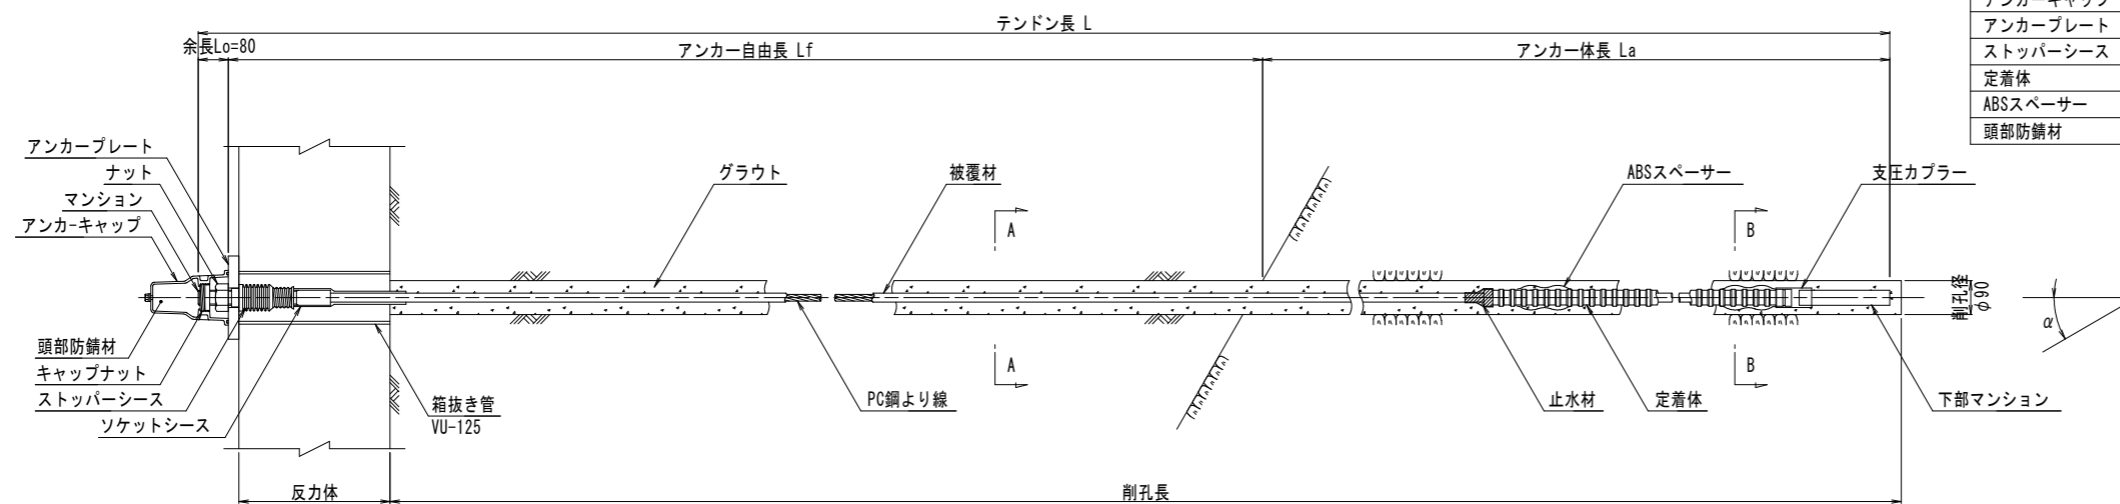 テンドン長 L
余長Lo=80
アンカー自由長 Lf
アンカー体長 La
アンカーキャップ
アンカープレート
ストッパーシース
定着体
ABSスペーサー
頭部防錆材
アンカープレート
ナット
マンション
アンカーキャップ
グラウト
被覆材
ABSスペーサー
支圧カプラー
A
B
削孔径
φ90
α
頭部防錆材
キャップナット
ストッパーシース
ソケットシース
箱抜き管
VU-125
PC鋼より線
A
止水材
定着体
B
下部マンション
反力体
削孔長